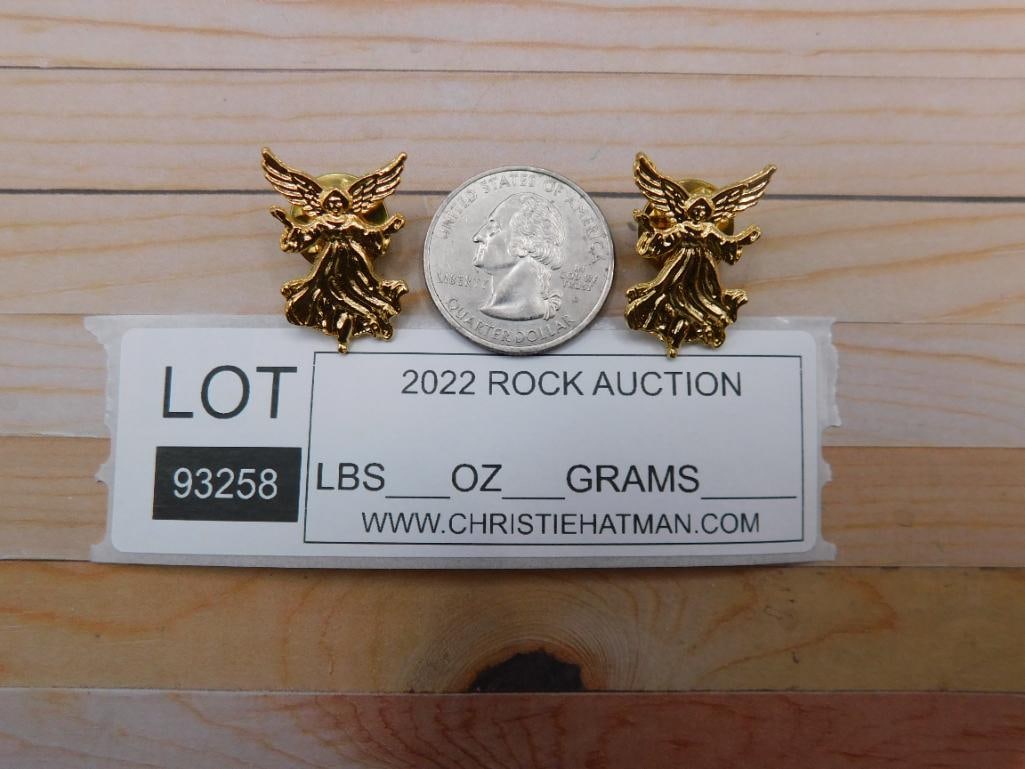 UNITED STATES OF AMERICA
LIBERTY
IN
GOD WE
TRUST
QUARTER DOLLAR
LOT
93258
2022 ROCK AUCTION
LBS___OZ___GRAMS_____
WWW.CHRISTIEHATMAN.COM